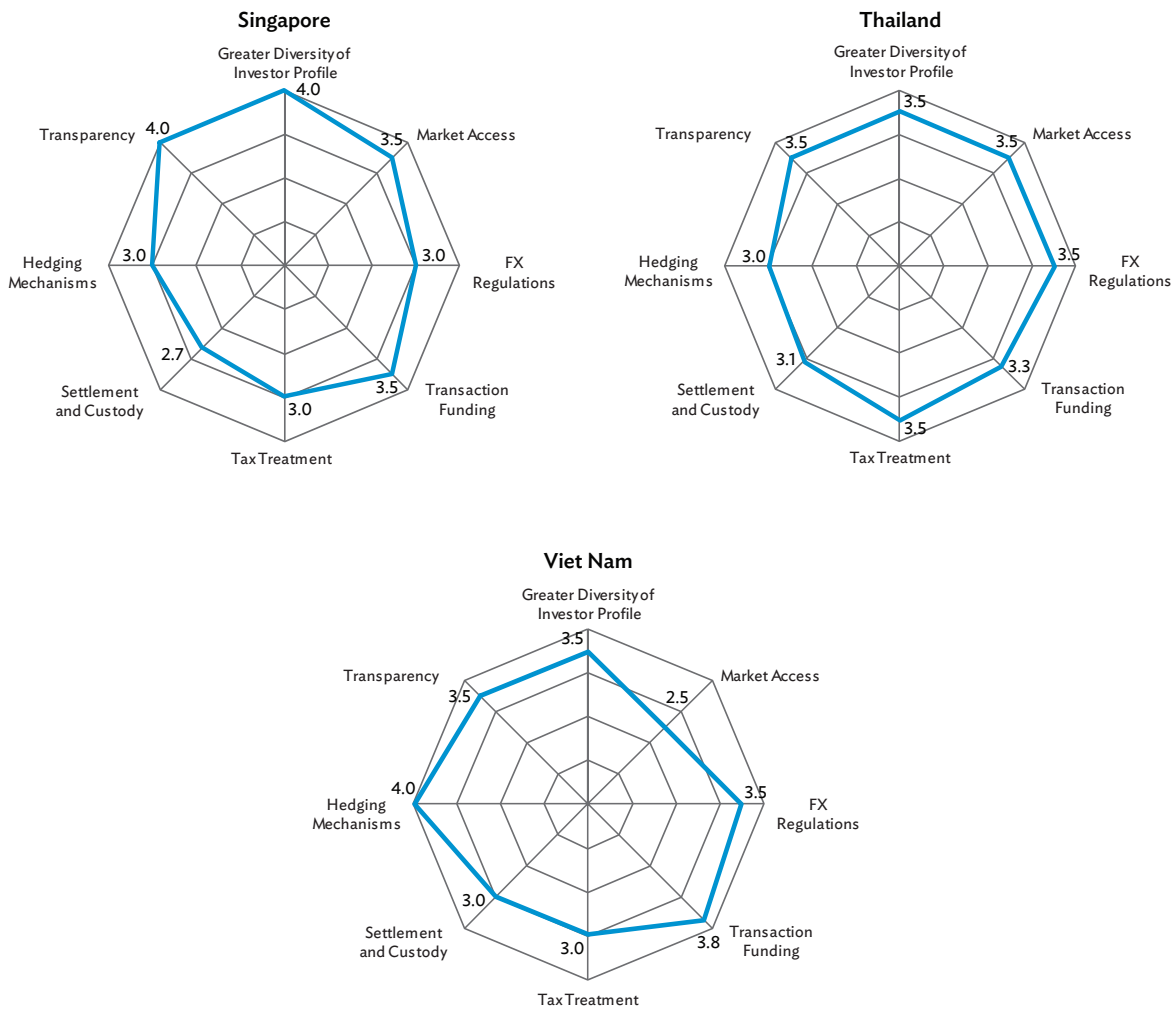 Singapore
Greater Diversity of
Investor Profile
4.0
Market Access
3.5
FX
Regulations
3.0
Transaction
Funding
3.5
Tax Treatment
3.0
Settlement
and Custody
2.7
Hedging
Mechanisms
3.0
Transparency
4.0
Thailand
Greater Diversity of
Investor Profile
3.5
Market Access
3.5
FX
Regulations
3.5
Transaction
Funding
3.3
Tax Treatment
3.5
Settlement
and Custody
3.1
Hedging
Mechanisms
3.0
Transparency
3.5
Viet Nam
Greater Diversity of
Investor Profile
3.5
Market Access
2.5
FX
Regulations
3.5
Transaction
Funding
3.8
Tax Treatment
3.0
Settlement
and Custody
3.0
Hedging
Mechanisms
4.0
Transparency
3.5